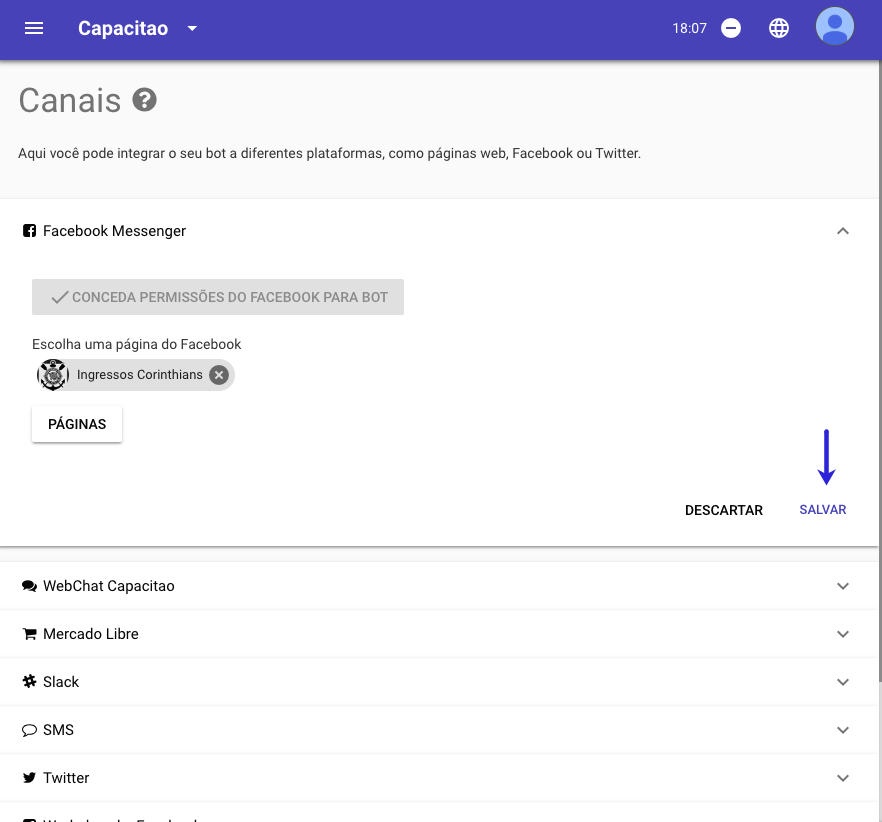 Capacitao
18:07
Canais
Aqui você pode integrar o seu bot a diferentes plataformas, como páginas web, Facebook ou Twitter.
Facebook Messenger
CONCEDA PERMISSÕES DO FACEBOOK PARA BOT
Escolha uma página do Facebook
Ingressos Corinthians
PÁGINAS
DESCARTAR SALVAR
WebChat Capacitao
Mercado Libre
Slack
SMS
Twitter